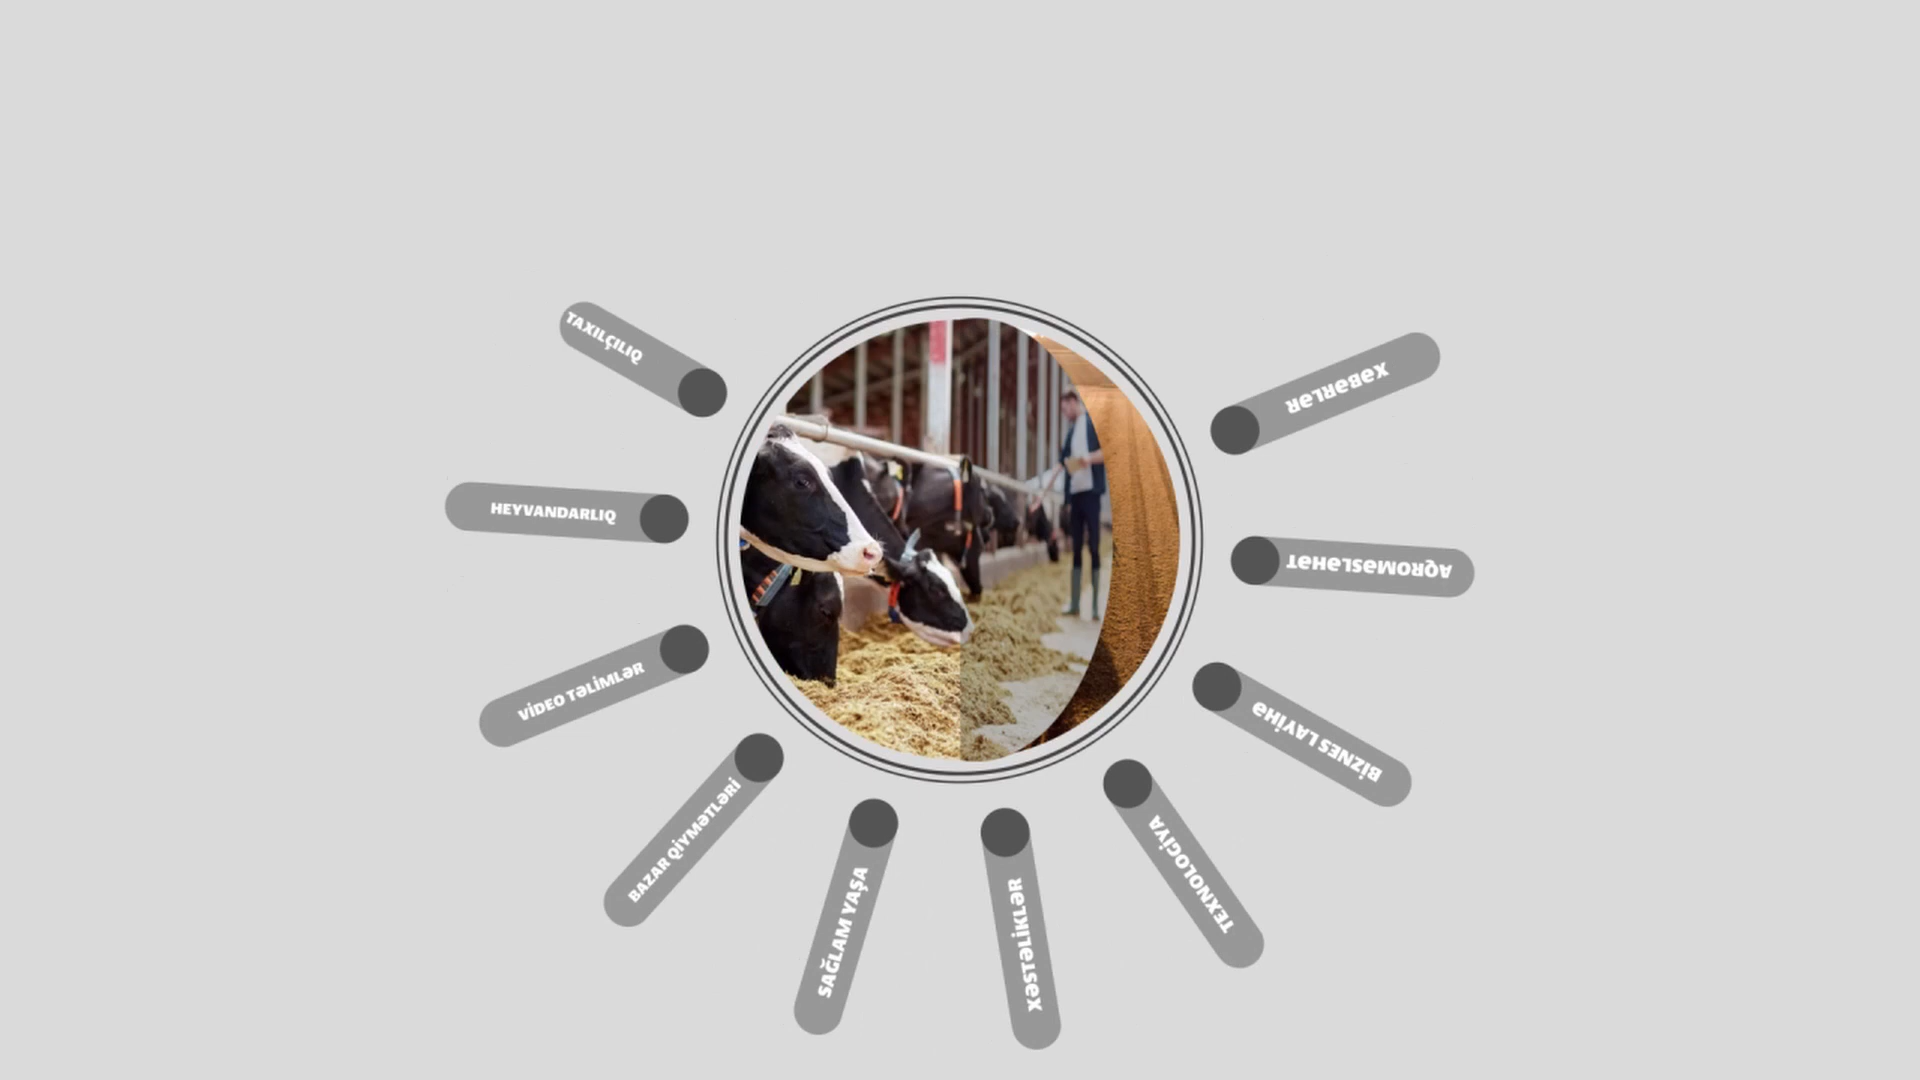 TAXILÇILIQ
HEYVANDARLIQ
VİDEO TƏLİMLƏR
BAZAR QİYMƏTLƏRİ
SAĞLAM YAŞA
XƏSTƏLİKLƏR
TEXNOLOGİYA
BİZNES LAYİHƏ
AQROMƏSLƏHƏT
XƏBƏRLƏR